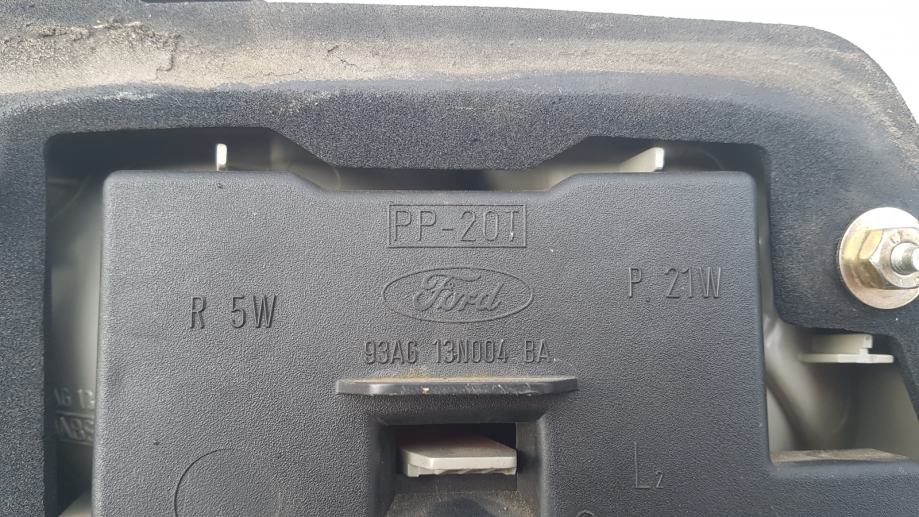 PP-20T
Ford
R 5W
P. 21W
93AG 13N004 BA
L2